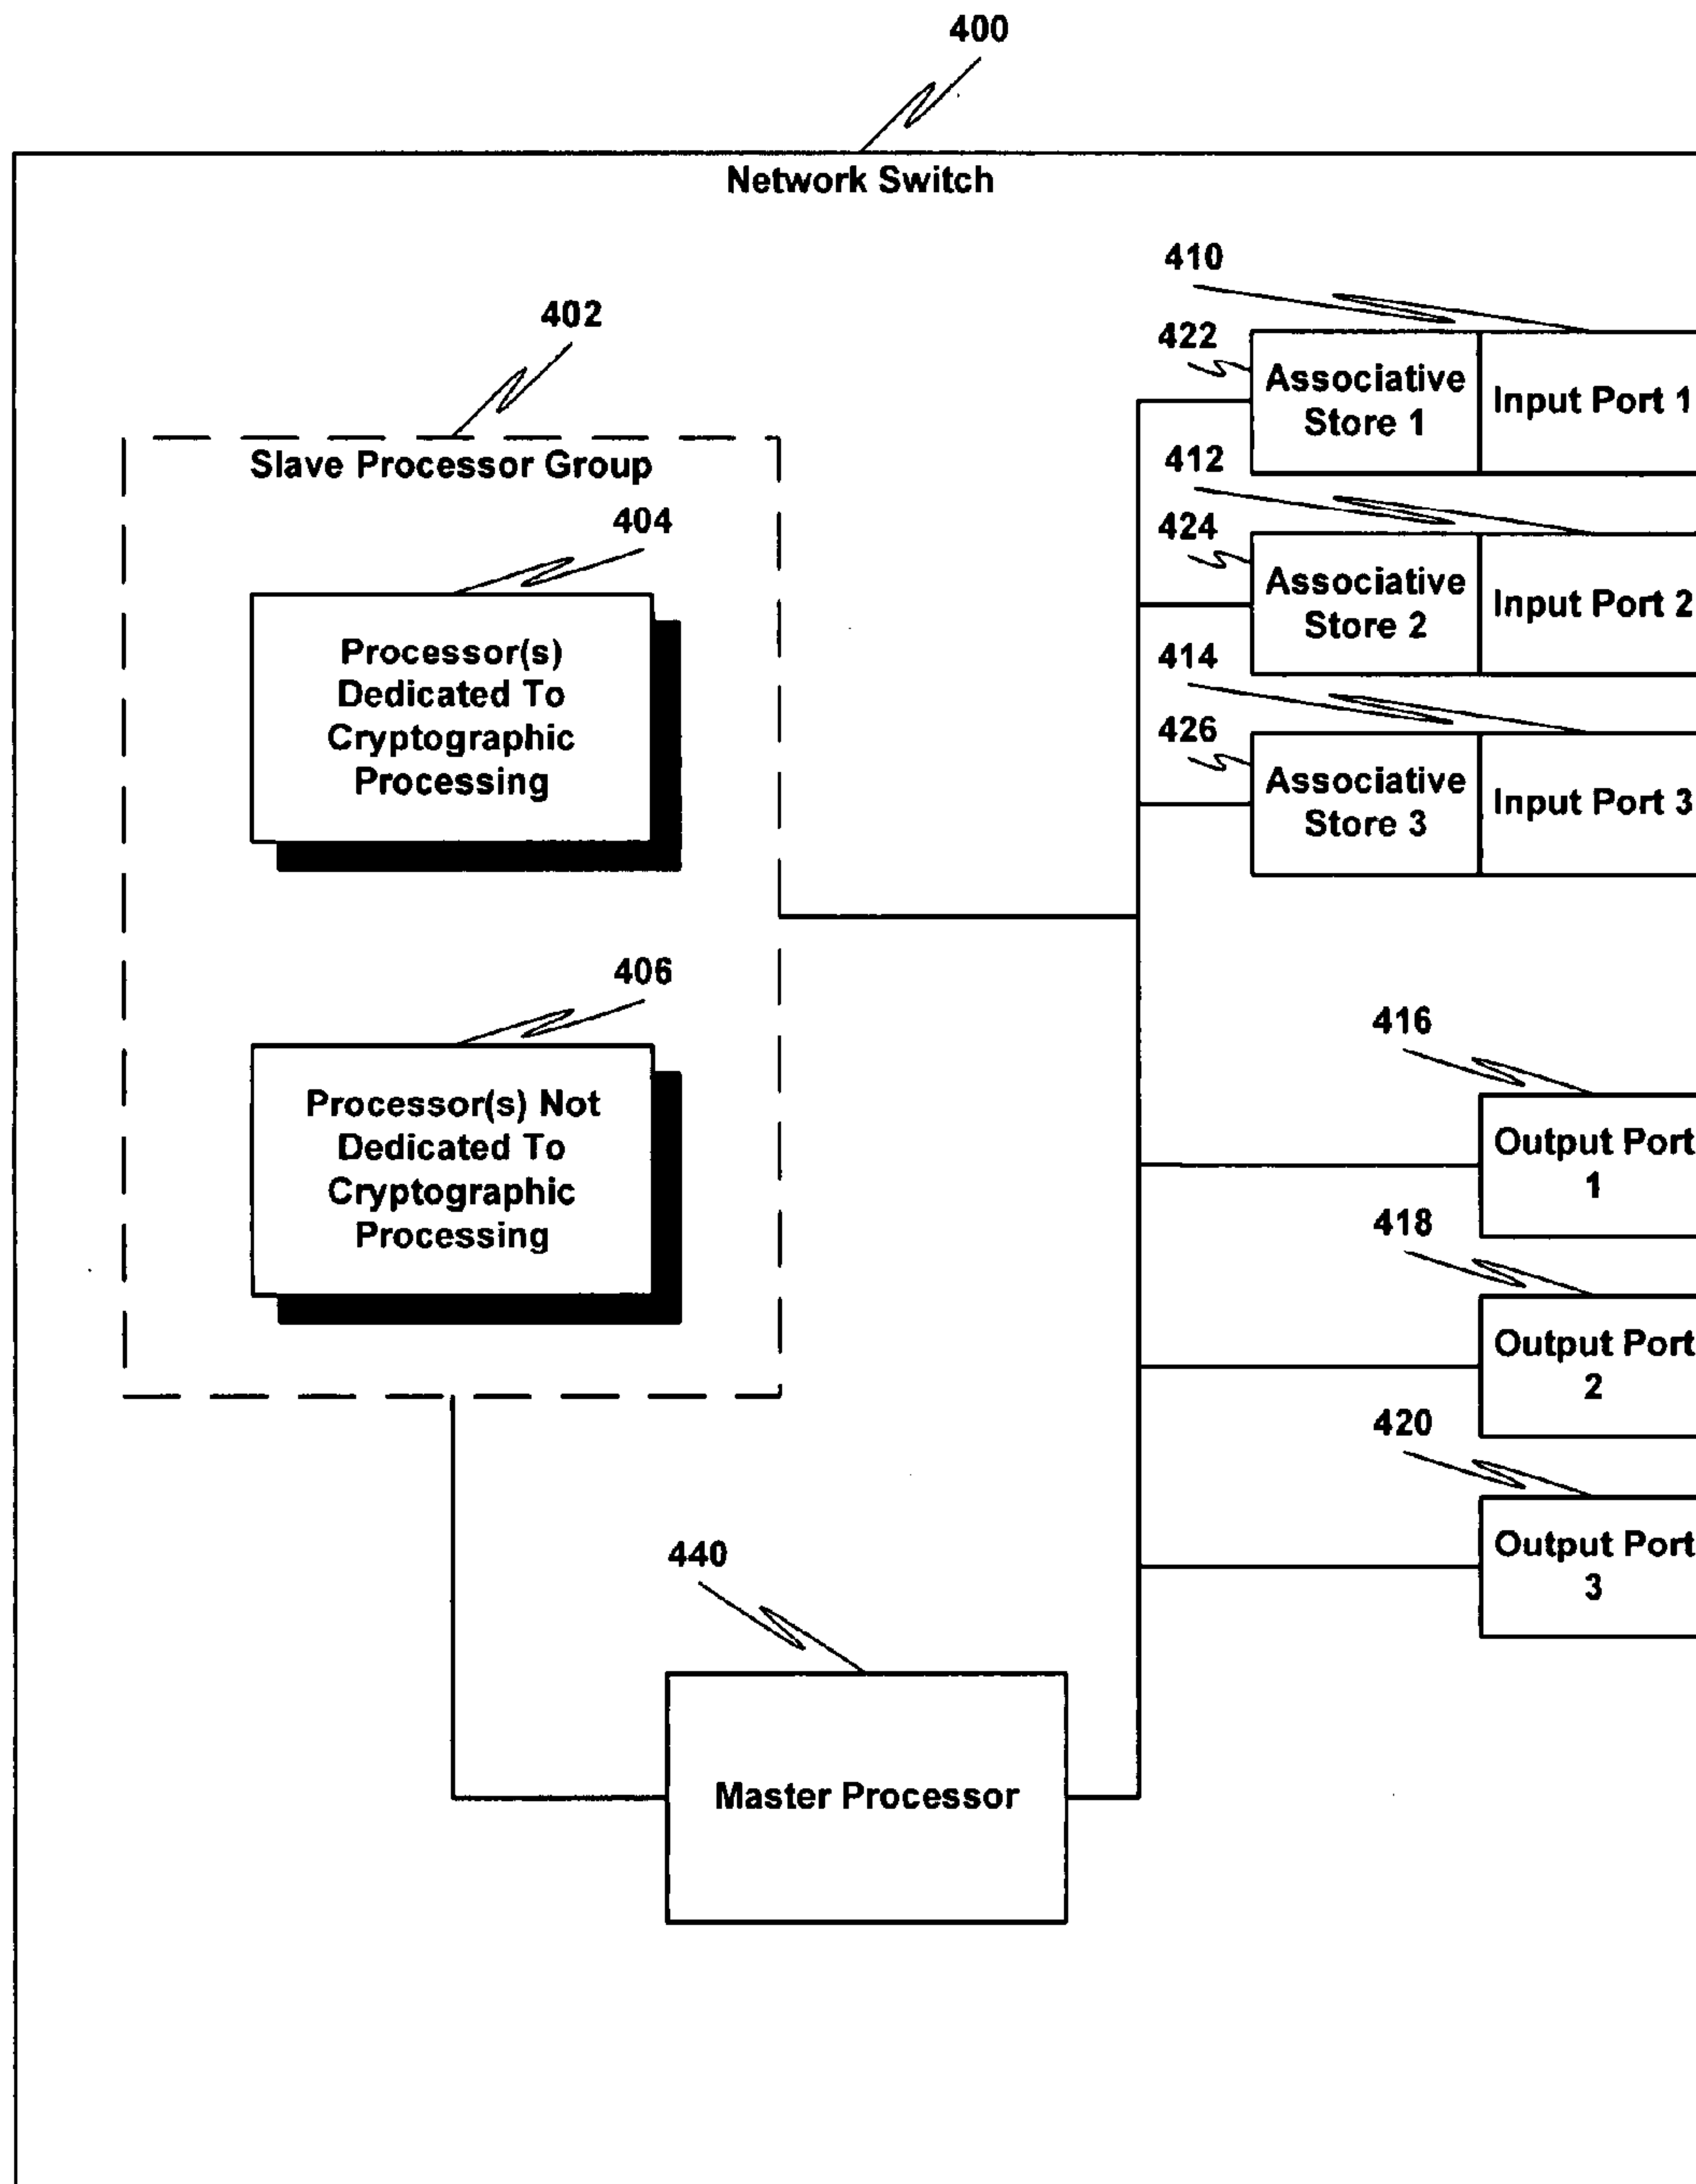 400
Network Switch
410
402
422
Associative
Store 1
Input Port 1
Slave Processor Group
412
404
424
Associative
Store 2
Input Port 2
Processor(s)
Dedicated To
Cryptographic
Processing
414
426
Associative
Store 3
Input Port 3
406
416
Processor(s) Not
Dedicated To
Cryptographic
Processing
Output Port
1
418
Output Port
2
420
440
Output Port
3
Master Processor